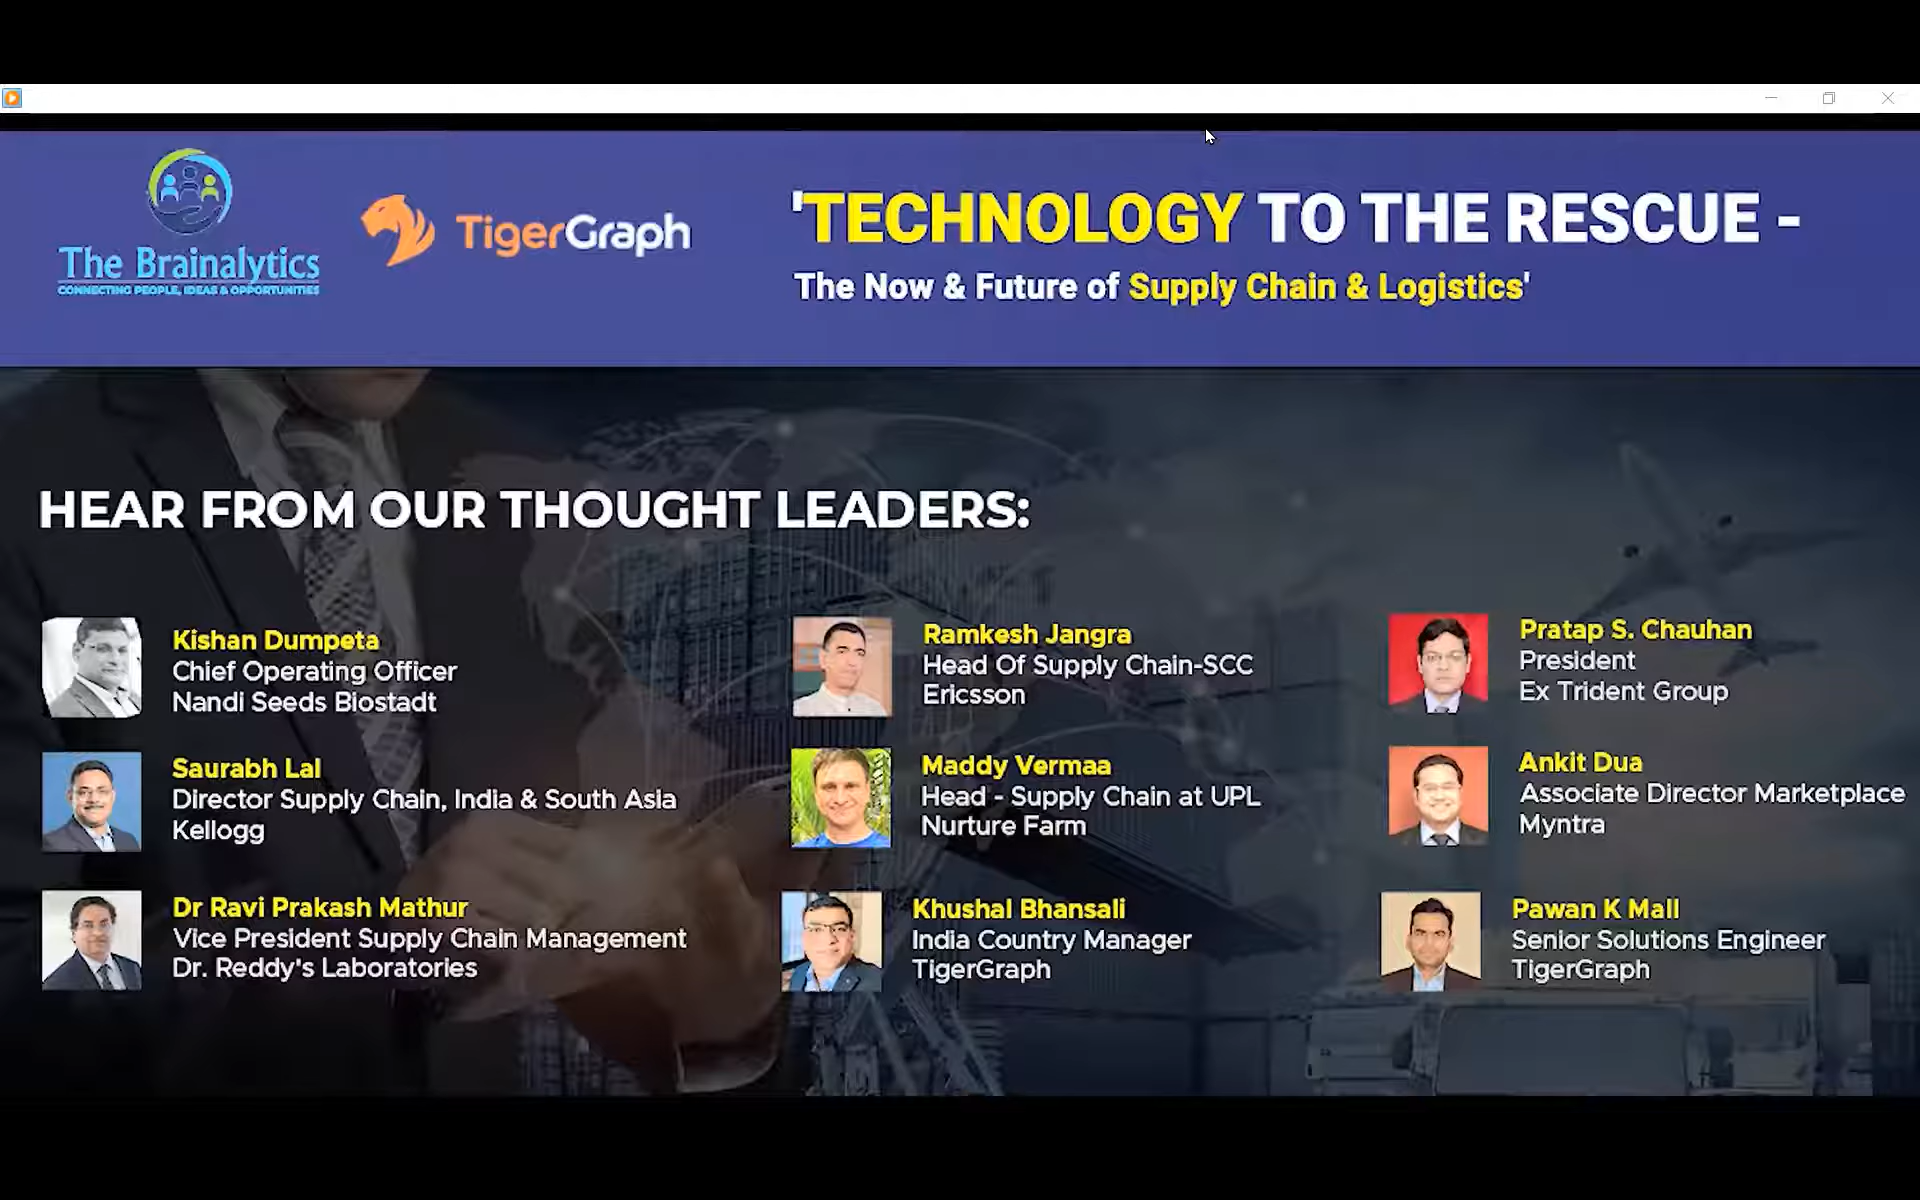 The Brainalytics
CONNECTING PEOPLE, IDEAS & OPPORTUNITIES
TigerGraph
'TECHNOLOGY TO THE RESCUE -
The Now & Future of Supply Chain & Logistics'
HEAR FROM OUR THOUGHT LEADERS:
Kishan Dumpeta
Chief Operating Officer
Nandi Seeds Biostadt
Saurabh Lal
Director Supply Chain, India & South Asia
Kellogg
Dr Ravi Prakash Mathur
Vice President Supply Chain Management
Dr. Reddy's Laboratories
Ramkesh Jangra
Head Of Supply Chain-SCC
Ericsson
Maddy Vermaa
Head - Supply Chain at UPL
Nurture Farm
Khushal Bhansali
India Country Manager
TigerGraph
Pratap S. Chauhan
President
Ex Trident Group
Ankit Dua
Associate Director Marketplace
Myntra
Pawan K Mall
Senior Solutions Engineer
TigerGraph